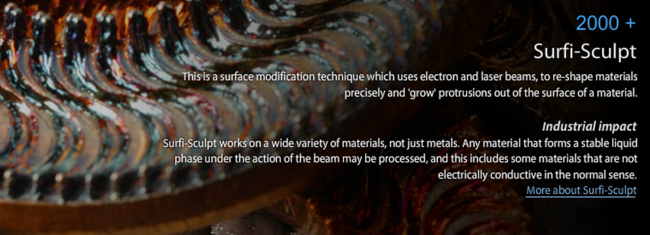 2000 +
Surfi-Sculpt
This is a surface modification technique which uses electron and laser beams, to re-shape materials
precisely and 'grow' protrusions out of the surface of a material.
Industrial impact
Surfi-Sculpt works on a wide variety of materials, not just metals. Any material that forms a stable liquid
phase under the action of the beam may be processed, and this includes some materials that are not
electrically conductive in the normal sense.
More about Surfi-Sculpt